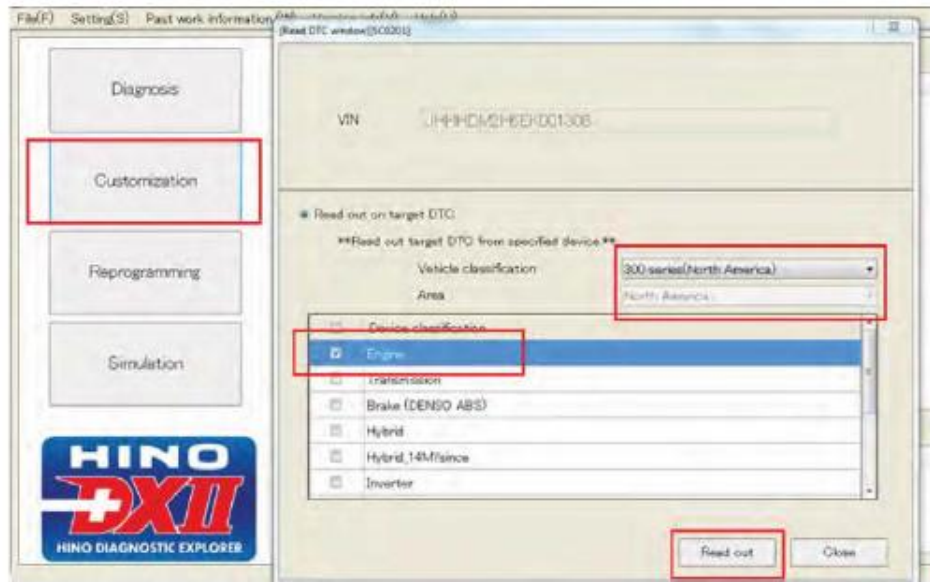 File(F) Setting(S) Past work information
[Read DTC window][SC0201]
Diagnosis
Customization
Reprogramming
Simulation
HINO
DXII
HINO DIAGNOSTIC EXPLORER
VIN
Read out on target DTC
**Read out target DTC from specified device.**
Vehicle classification 300 series(North America)
Area North America
Device classification
Engine
Transmission
Brake (DENSO ABS)
Hybrid
Hybrid_14MYsince
Inverter
Read out Close